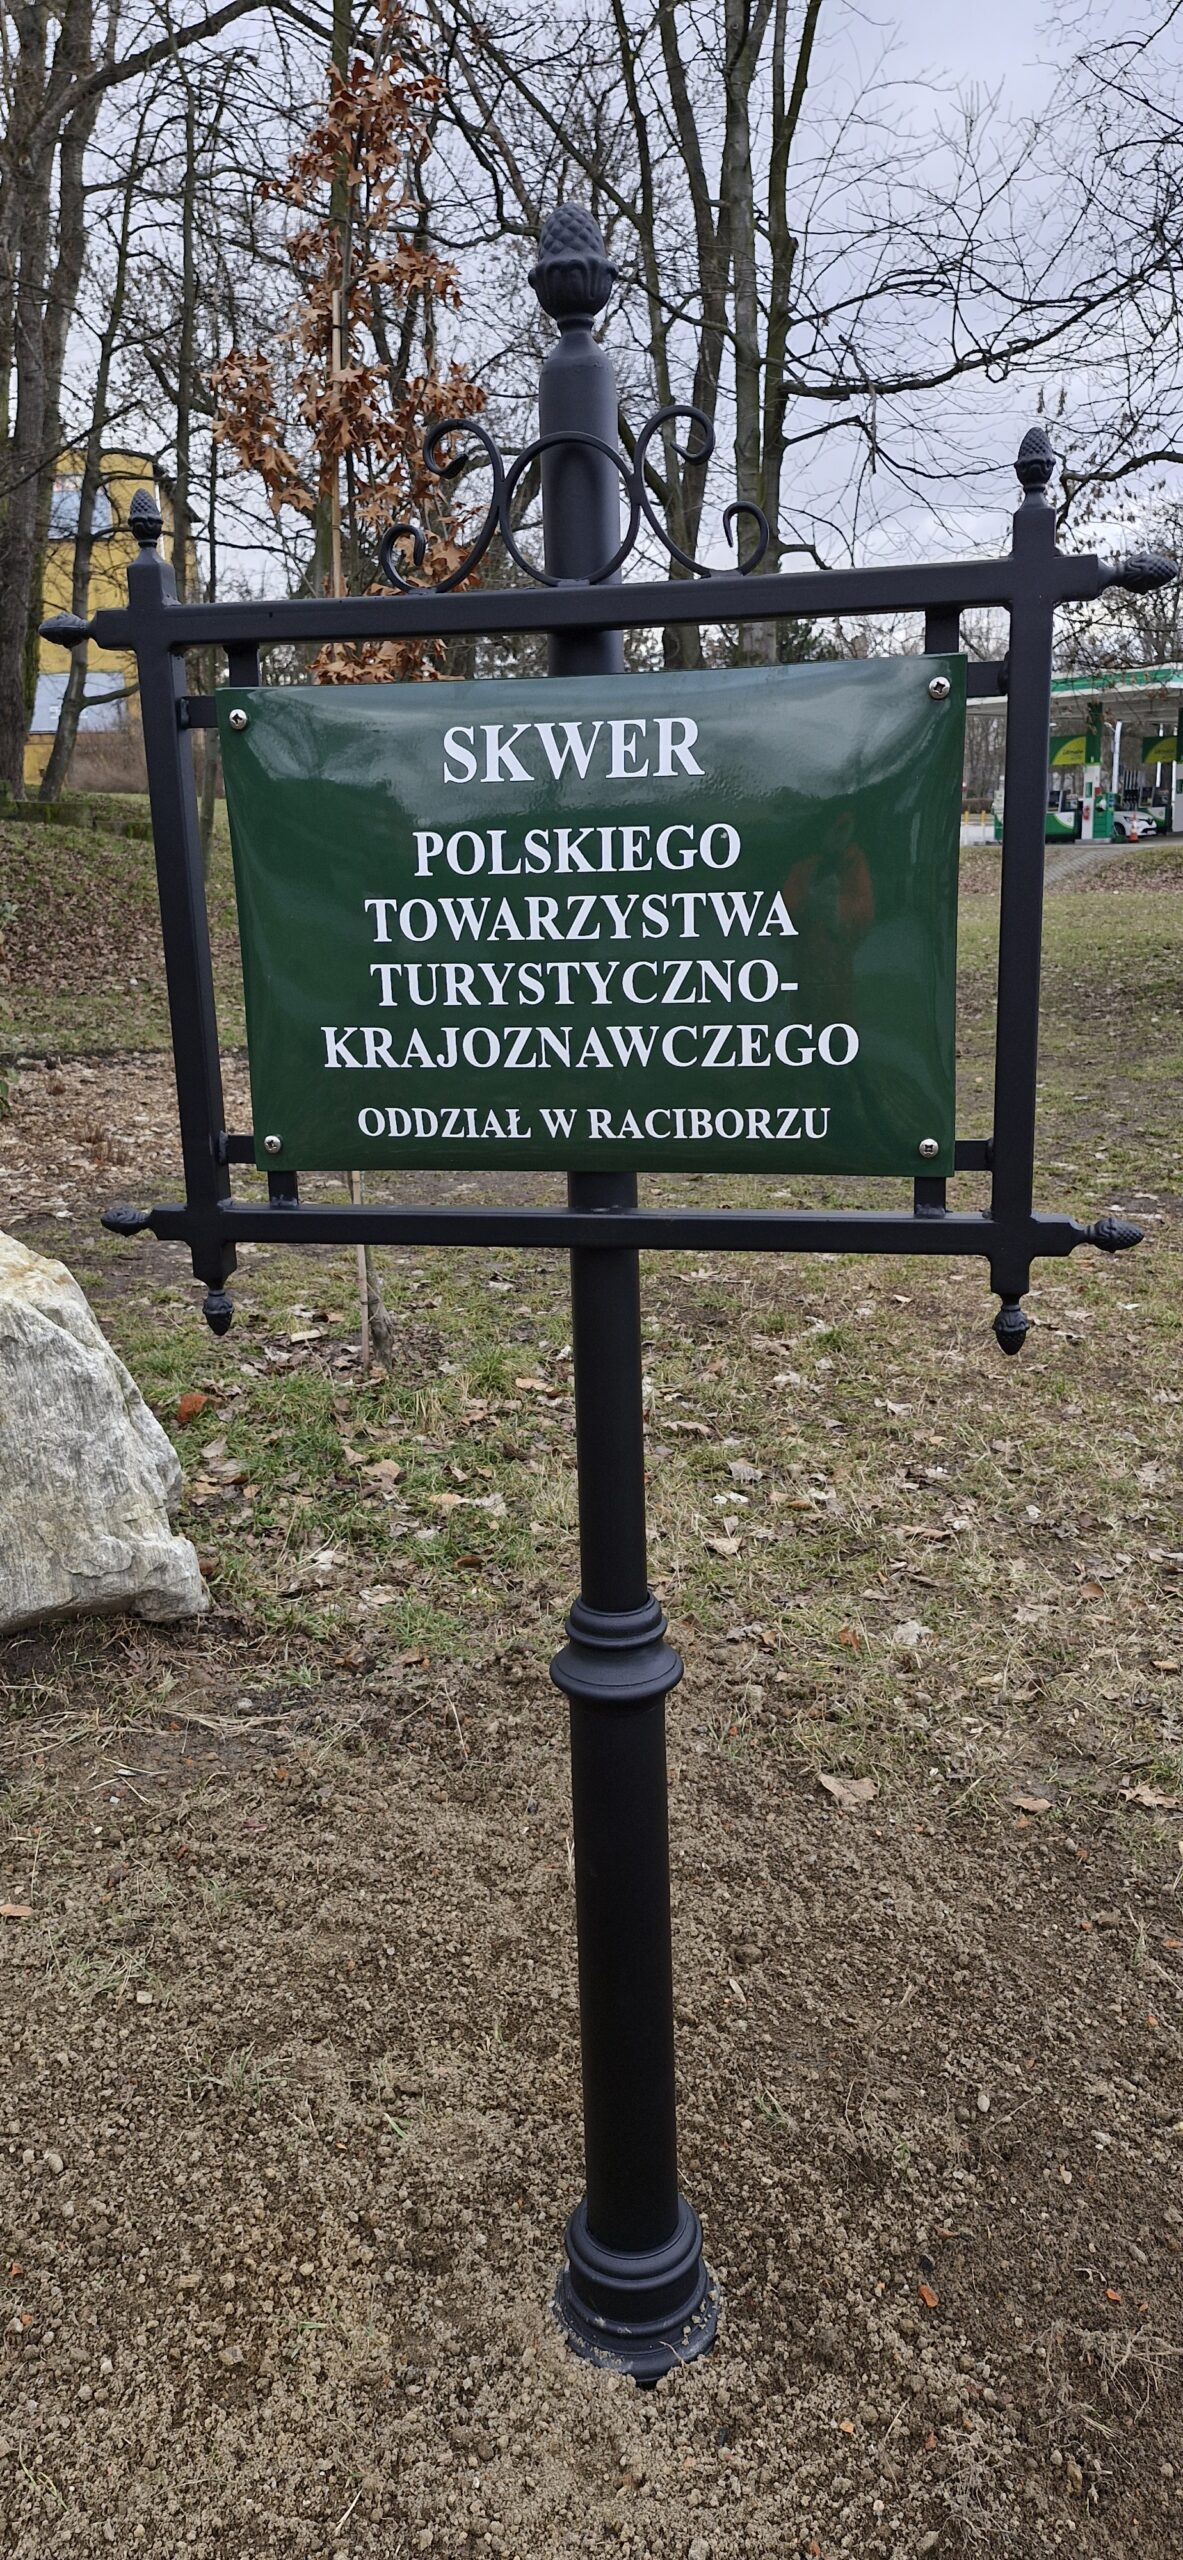 SKWER
POLSKIEGO
TOWARZYSTWA
TURYSTYCZNO-
KRAJOZNAWCZEGO
ODDZIAŁ W RACIBORZU